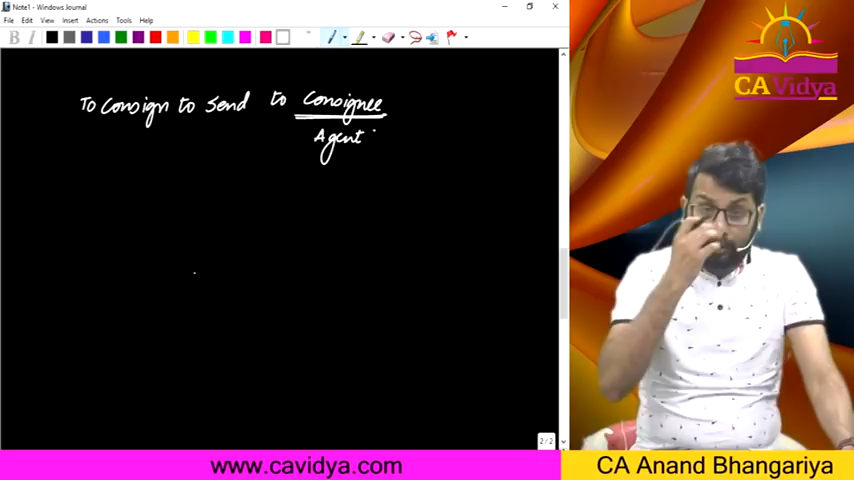 Note1 - Windows Journal
File Edit View Insert Actions Tools Help
B I
To Consign to Send to Consignee
Agent
2 / 2
CA Vidya
www.cavidya.com
CA Anand Bhangariya